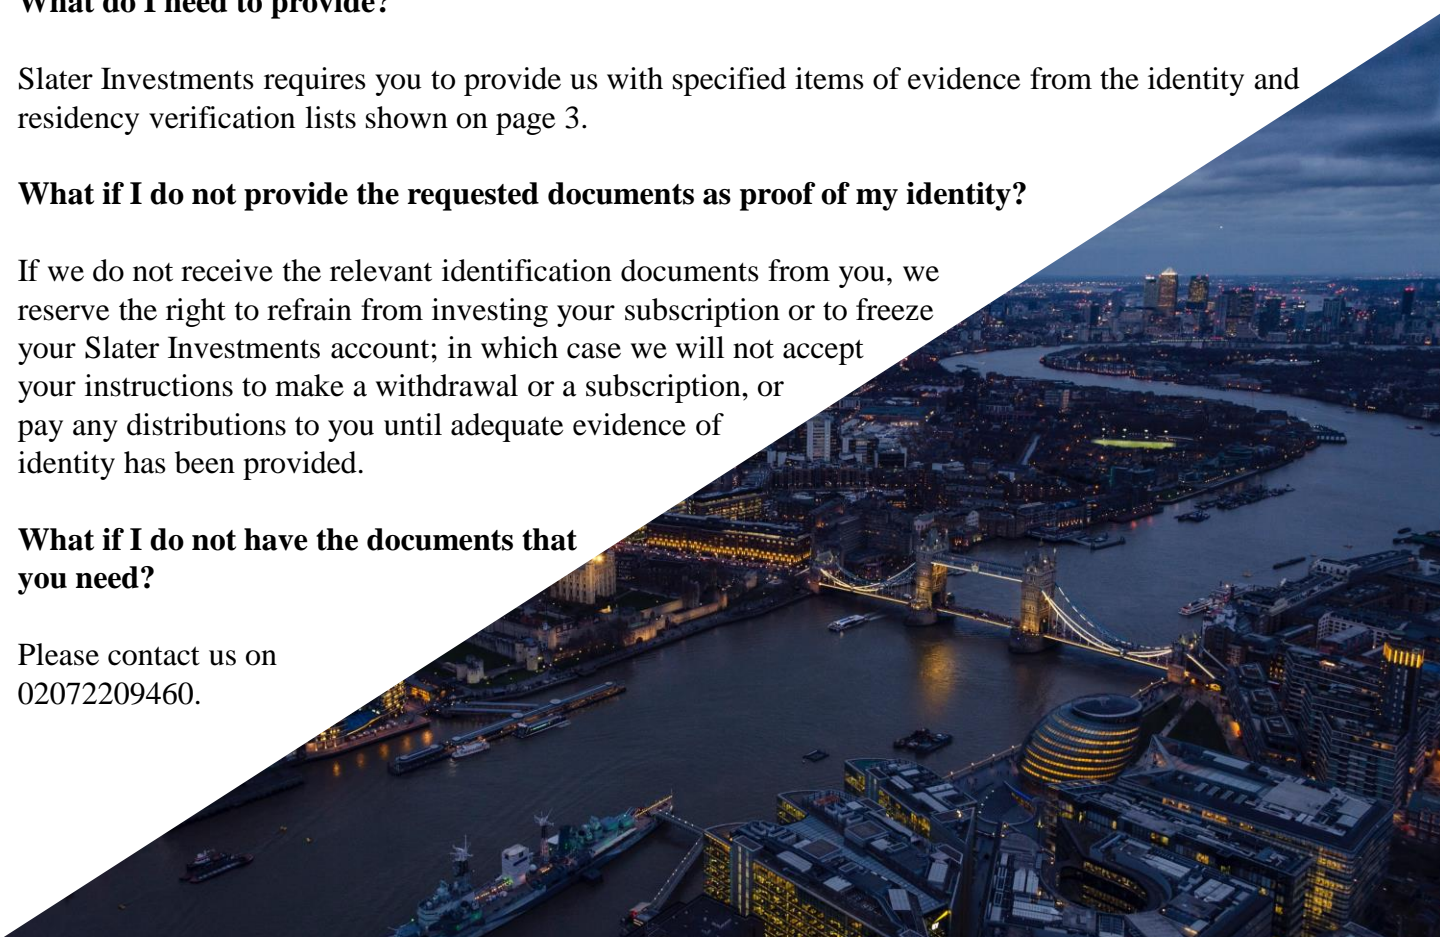 What do I need to provide?
Slater Investments requires you to provide us with specified items of evidence from the identity and
residency verification lists shown on page 3.
What if I do not provide the requested documents as proof of my identity?
If we do not receive the relevant identification documents from you, we
reserve the right to refrain from investing your subscription or to freeze
your Slater Investments account; in which case we will not accept
your instructions to make a withdrawal or a subscription, or
pay any distributions to you until adequate evidence of
identity has been provided.
What if I do not have the documents that
you need?
Please contact us on
02072209460.